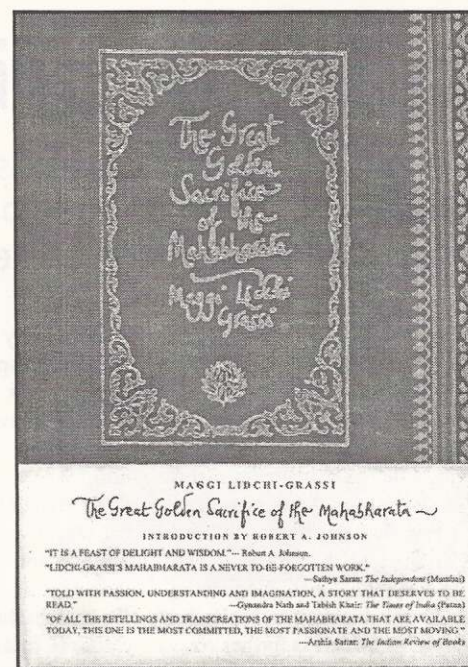 The Great
Golden
Sacrifice
of the
Mahabharata
Maggi Lidchi
Grassi
MAGGI LIDCHI-GRASSI
The Great Golden Sacrifice of the Mahabharata
INTRODUCTION BY ROBERT A. JOHNSON
"IT IS A FEAST OF DELIGHT AND WISDOM."— Robert A. Johnson.
"LIDCHI-GRASSI'S MAHABHARATA IS A NEVER TO-BE-FORGOTTEN WORK."
—Sathya Saran: The Independent (Mumbai)
"TOLD WITH PASSION, UNDERSTANDING AND IMAGINATION, A STORY THAT DESERVES TO BE
READ." —Gynandra Nath and Tabish Khair: The Times of India (Patna)
"OF ALL THE RETELLINGS AND TRANSCREATIONS OF THE MAHABHARATA THAT ARE AVAILABLE
TODAY, THIS ONE IS THE MOST COMMITTED, THE MOST PASSIONATE AND THE MOST MOVING"
—Arshia Sattar: The Indian Review of Books